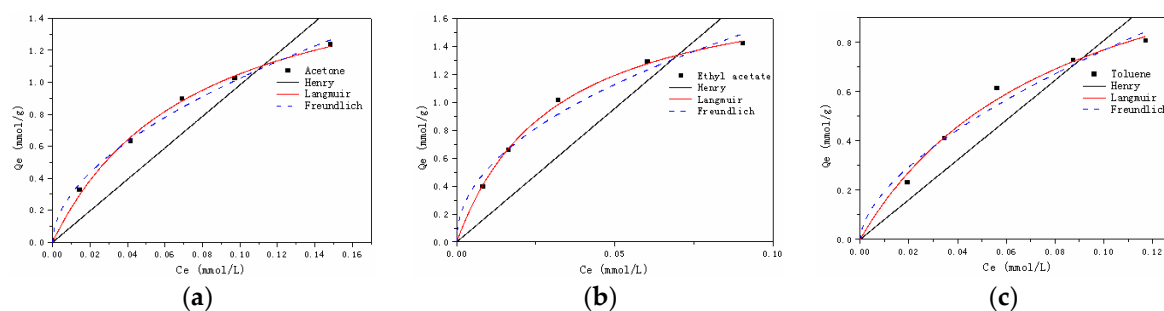 1.4
1.2
1.0
0.8
0.6
0.4
0.2
0.0
Qe (mmol/g)
Acetone
Henry
Langmuir
Freundlich
0.00 0.02 0.04 0.06 0.08 0.10 0.12 0.14 0.16
Ce (mmol/L)
(a)
1.6
1.4
1.2
1.0
0.8
0.6
0.4
0.2
0.0
Qe (mmol/g)
Ethyl acetate
Henry
Langmuir
Freundlich
0.00 0.05 0.10
Ce (mmol/L)
(b)
0.8
0.6
0.4
0.2
0.0
Qe (mmol/g)
Toluene
Henry
Langmuir
Freundlich
0.00 0.02 0.04 0.06 0.08 0.10 0.12
Ce (mmol/L)
(c)